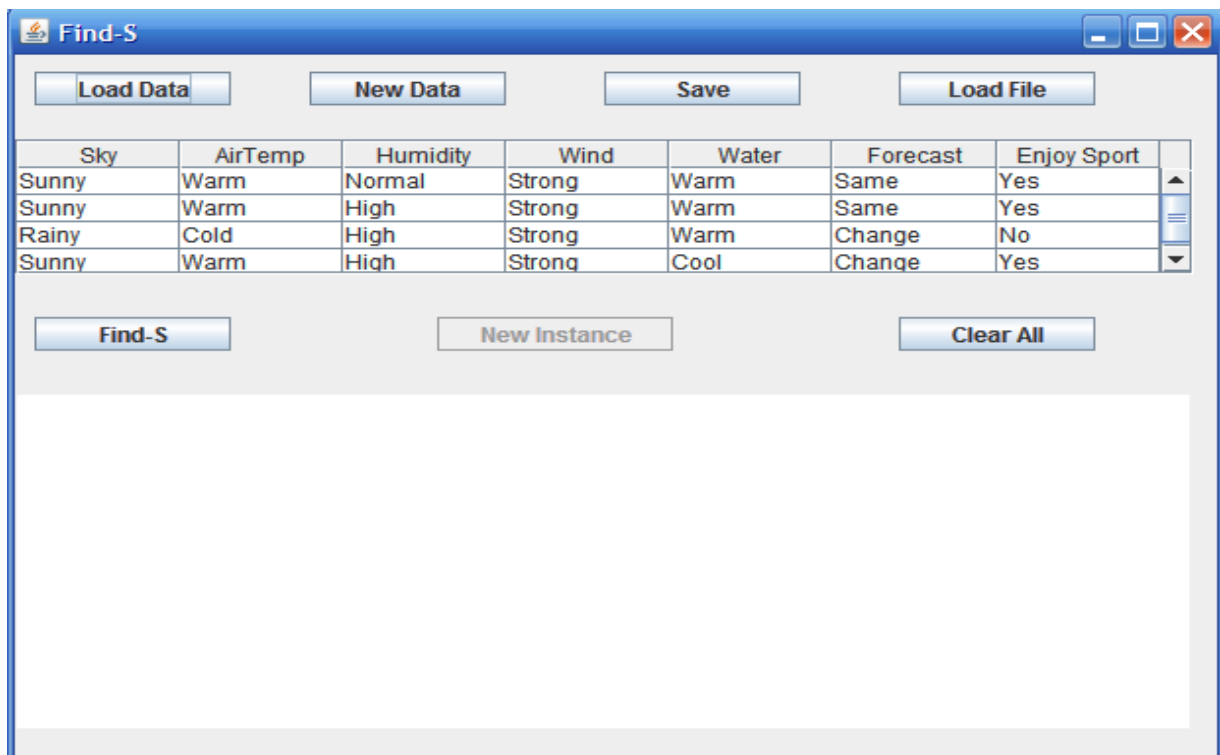 Find-S
Load Data New Data Save Load File
Sky AirTemp Humidity Wind Water Forecast Enjoy Sport
Sunny Warm Normal Strong Warm Same Yes
Sunny Warm High Strong Warm Same Yes
Rainy Cold High Strong Warm Change No
Sunny Warm High Strong Cool Change Yes
Find-S New Instance Clear All